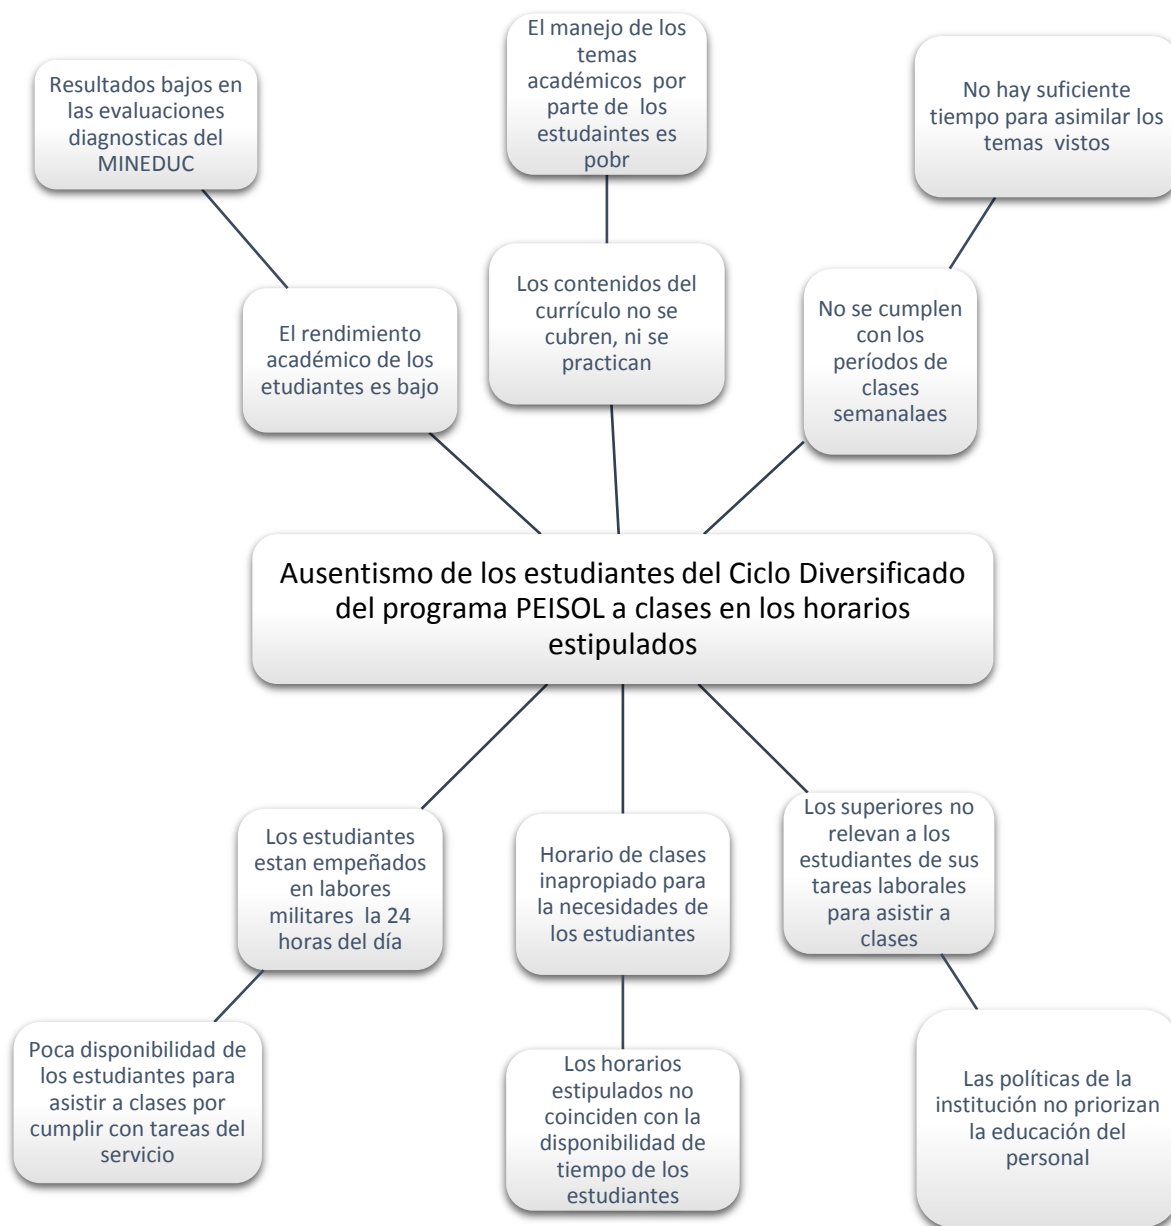 Resultados bajos en
las evaluaciones
diagnosticas del
MINEDUC
El manejo de los
temas
académicos por
parte de los
estudaintes es
pobr
No hay suficiente
tiempo para asimilar los
temas vistos
El rendimiento
académico de los
etudiantes es bajo
Los contenidos del
currículo no se
cubren, ni se
practican
No se cumplen
con los
períodos de
clases
semanalaes
Ausentismo de los estudiantes del Ciclo Diversificado
del programa PEISOL a clases en los horarios
estipulados
Los estudiantes
estan empeñados
en labores
militares la 24
horas del día
Horario de clases
inapropiado para
la necesidades de
los estudiantes
Los superiores no
relevan a los
estudiantes de sus
tareas laborales
para asistir a
clases
Poca disponibilidad de
los estudiantes para
asistir a clases por
cumplir con tareas del
servicio
Los horarios
estipulados no
coinciden con la
disponibilidad de
tiempo de los
estudiantes
Las políticas de la
institución no priorizan
la educación del
personal